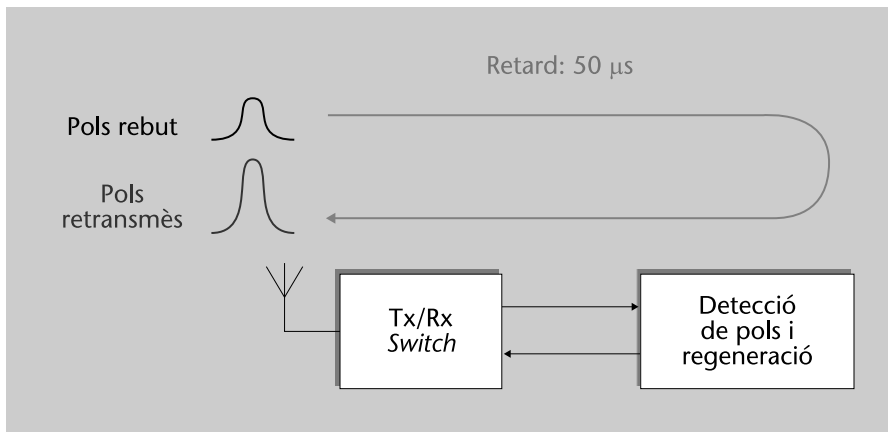 Retard: 50 µs
Pols rebut
Pols
retransmès
Tx/Rx
Switch
Detecció
de pols i
regeneració